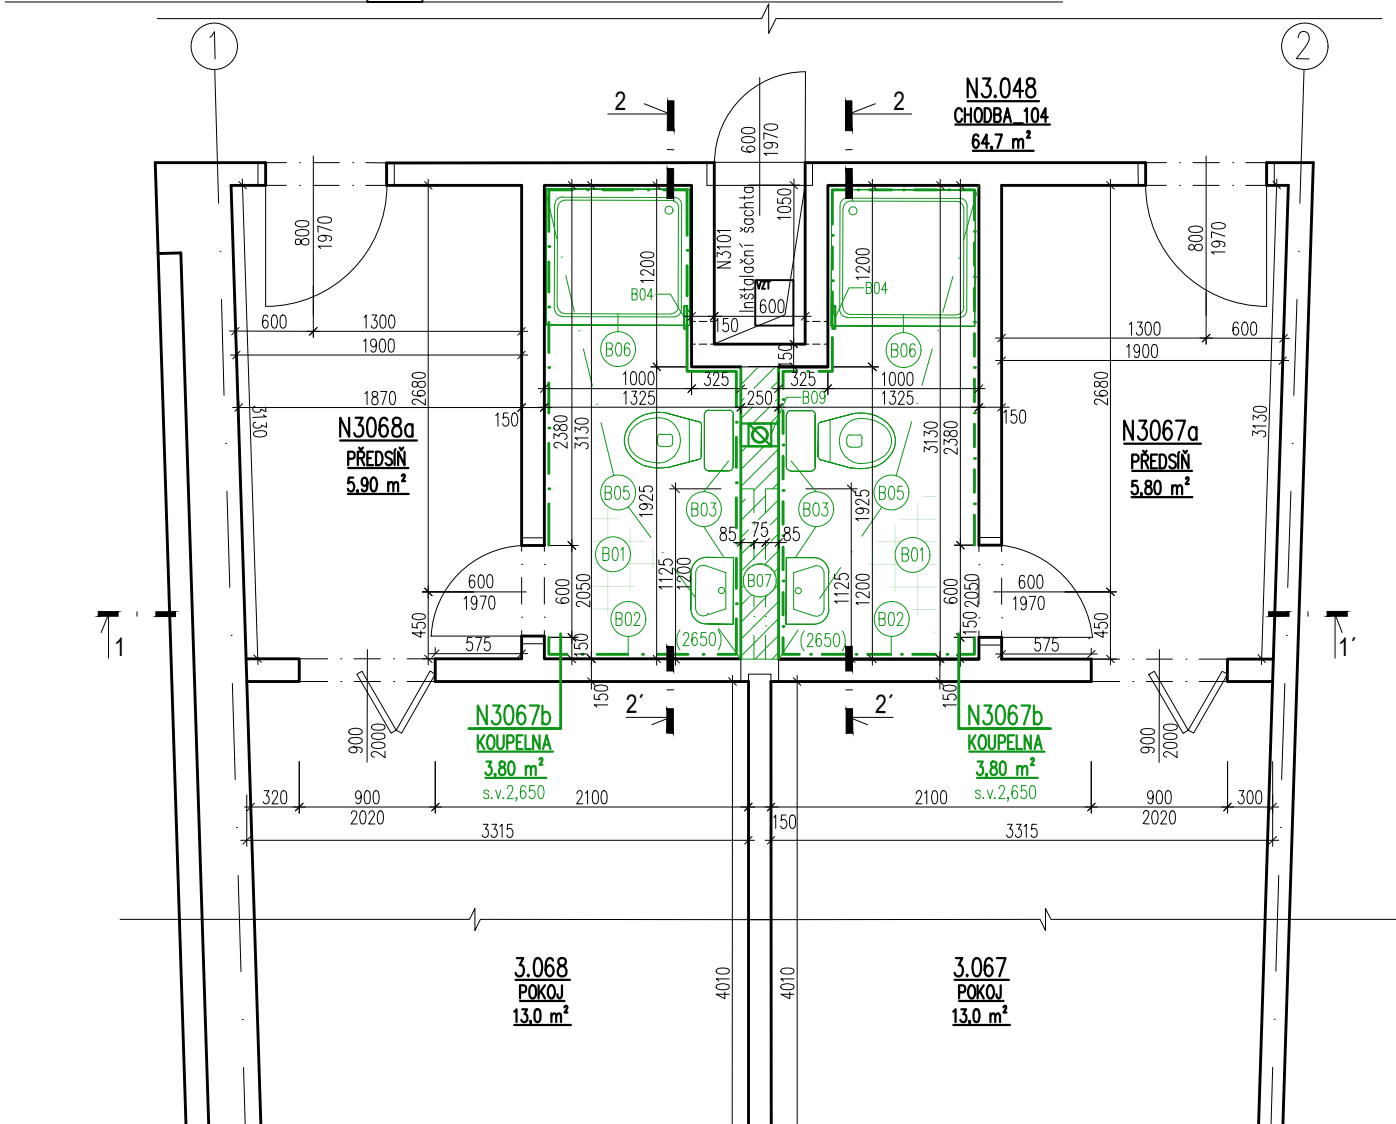 1
2
2
2
N3.048
CHODBA_104
64,7 m²
600
1970
800
1970
800
1970
N3101
Inštalační šachta
1050
1200
1200
B04
VZT
B04
600
600
1300
150
1300
600
1900
B06
B06
1900
150
2680
1000
325
325
1000
2680
1870
1325
250
1325
B09
3130
150
150
3130
N3068a
PŘEDSÍŇ
5,90 m²
2380
3130
3130
2380
N3067a
PŘEDSÍŇ
5,80 m²
B05
1925
B03
B03
1925
B05
85
75
85
B01
1125
1200
B07
1125
1200
B01
600
1970
600
2050
600
2050
600
1970
450
B02
B02
450
1
575
150
(2650)
(2650)
150
575
1´
150
150
N3067b
KOUPELNA
3,80 m²
s.v.2,650
2´
2´
N3067b
KOUPELNA
3,80 m²
s.v.2,650
900
2000
900
2000
320
900
2020
2100
2100
900
2020
300
3315
150
3315
3.068
POKOJ
13,0 m²
4010
4010
3.067
POKOJ
13,0 m²